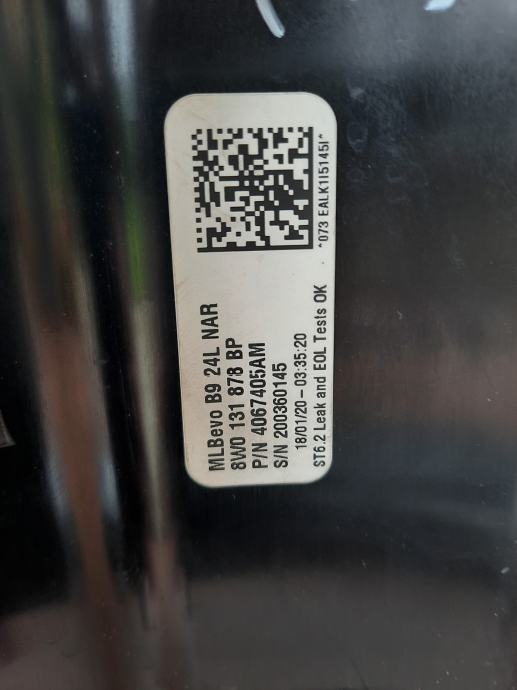 MLBevo B9 24L NAR
8W0 131 878 BP
P/N 4067405AM
S/N 200360145
18/01/20 – 03:35:20
ST6.2 Leak and EOL Tests OK
*073 EALK1I5145I*